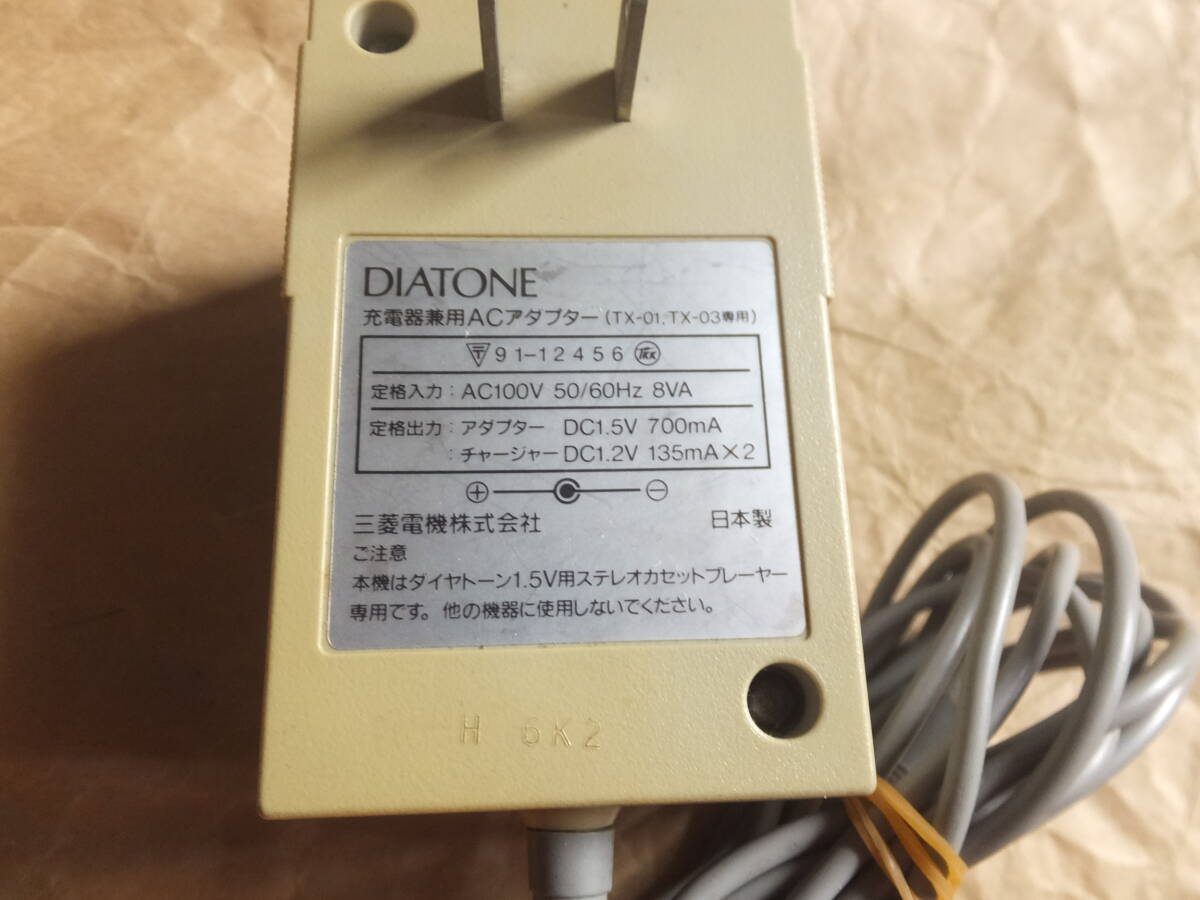 DIATONE
充電器兼用ACアダプター(TX-01,TX-03専用)
〒91-12456 TKK
定格入力:AC100V 50/60Hz 8VA
定格出力:アダプター DC1.5V 700mA
:チャージャーDC1.2V 135mA×2
⊕ ⊖
三菱電機株式会社 日本製
ご注意
本機はダイヤトーン1.5V用ステレオカセットプレーヤー
専用です。他の機器に使用しないでください。
H 6K2